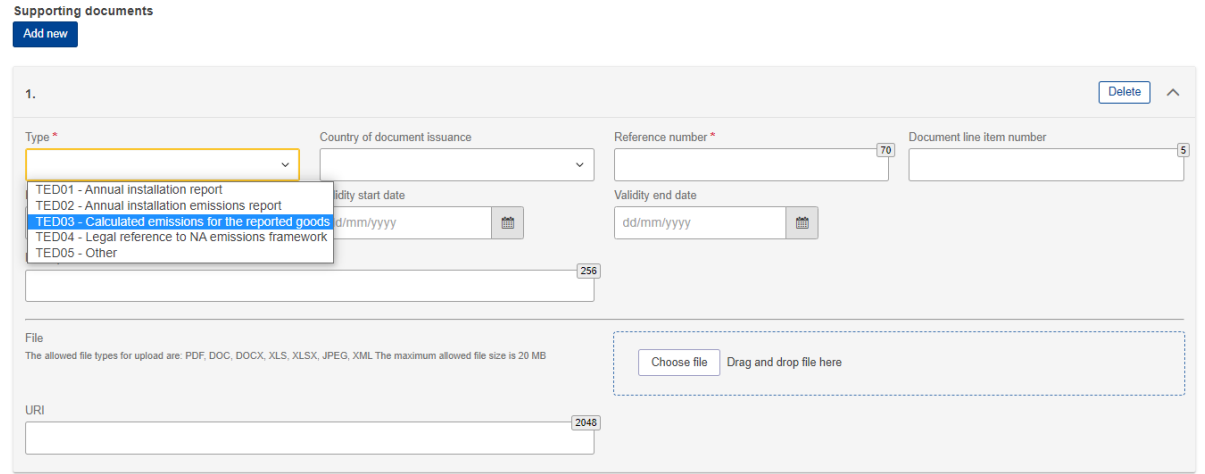 Supporting documents
Add new
1.
Delete
Type *
Country of document issuance
Reference number *
Document line item number
70
5
TED01 - Annual installation report
TED02 - Annual installation emissions report
TED03 - Calculated emissions for the reported goods
TED04 - Legal reference to NA emissions framework
TED05 - Other
start date
Validity end date
dd/mm/yyyy
256
File
The allowed file types for upload are: PDF, DOC, DOCX, XLS, XLSX, JPEG, XML The maximum allowed file size is 20 MB
Choose file
Drag and drop file here
URI
2048